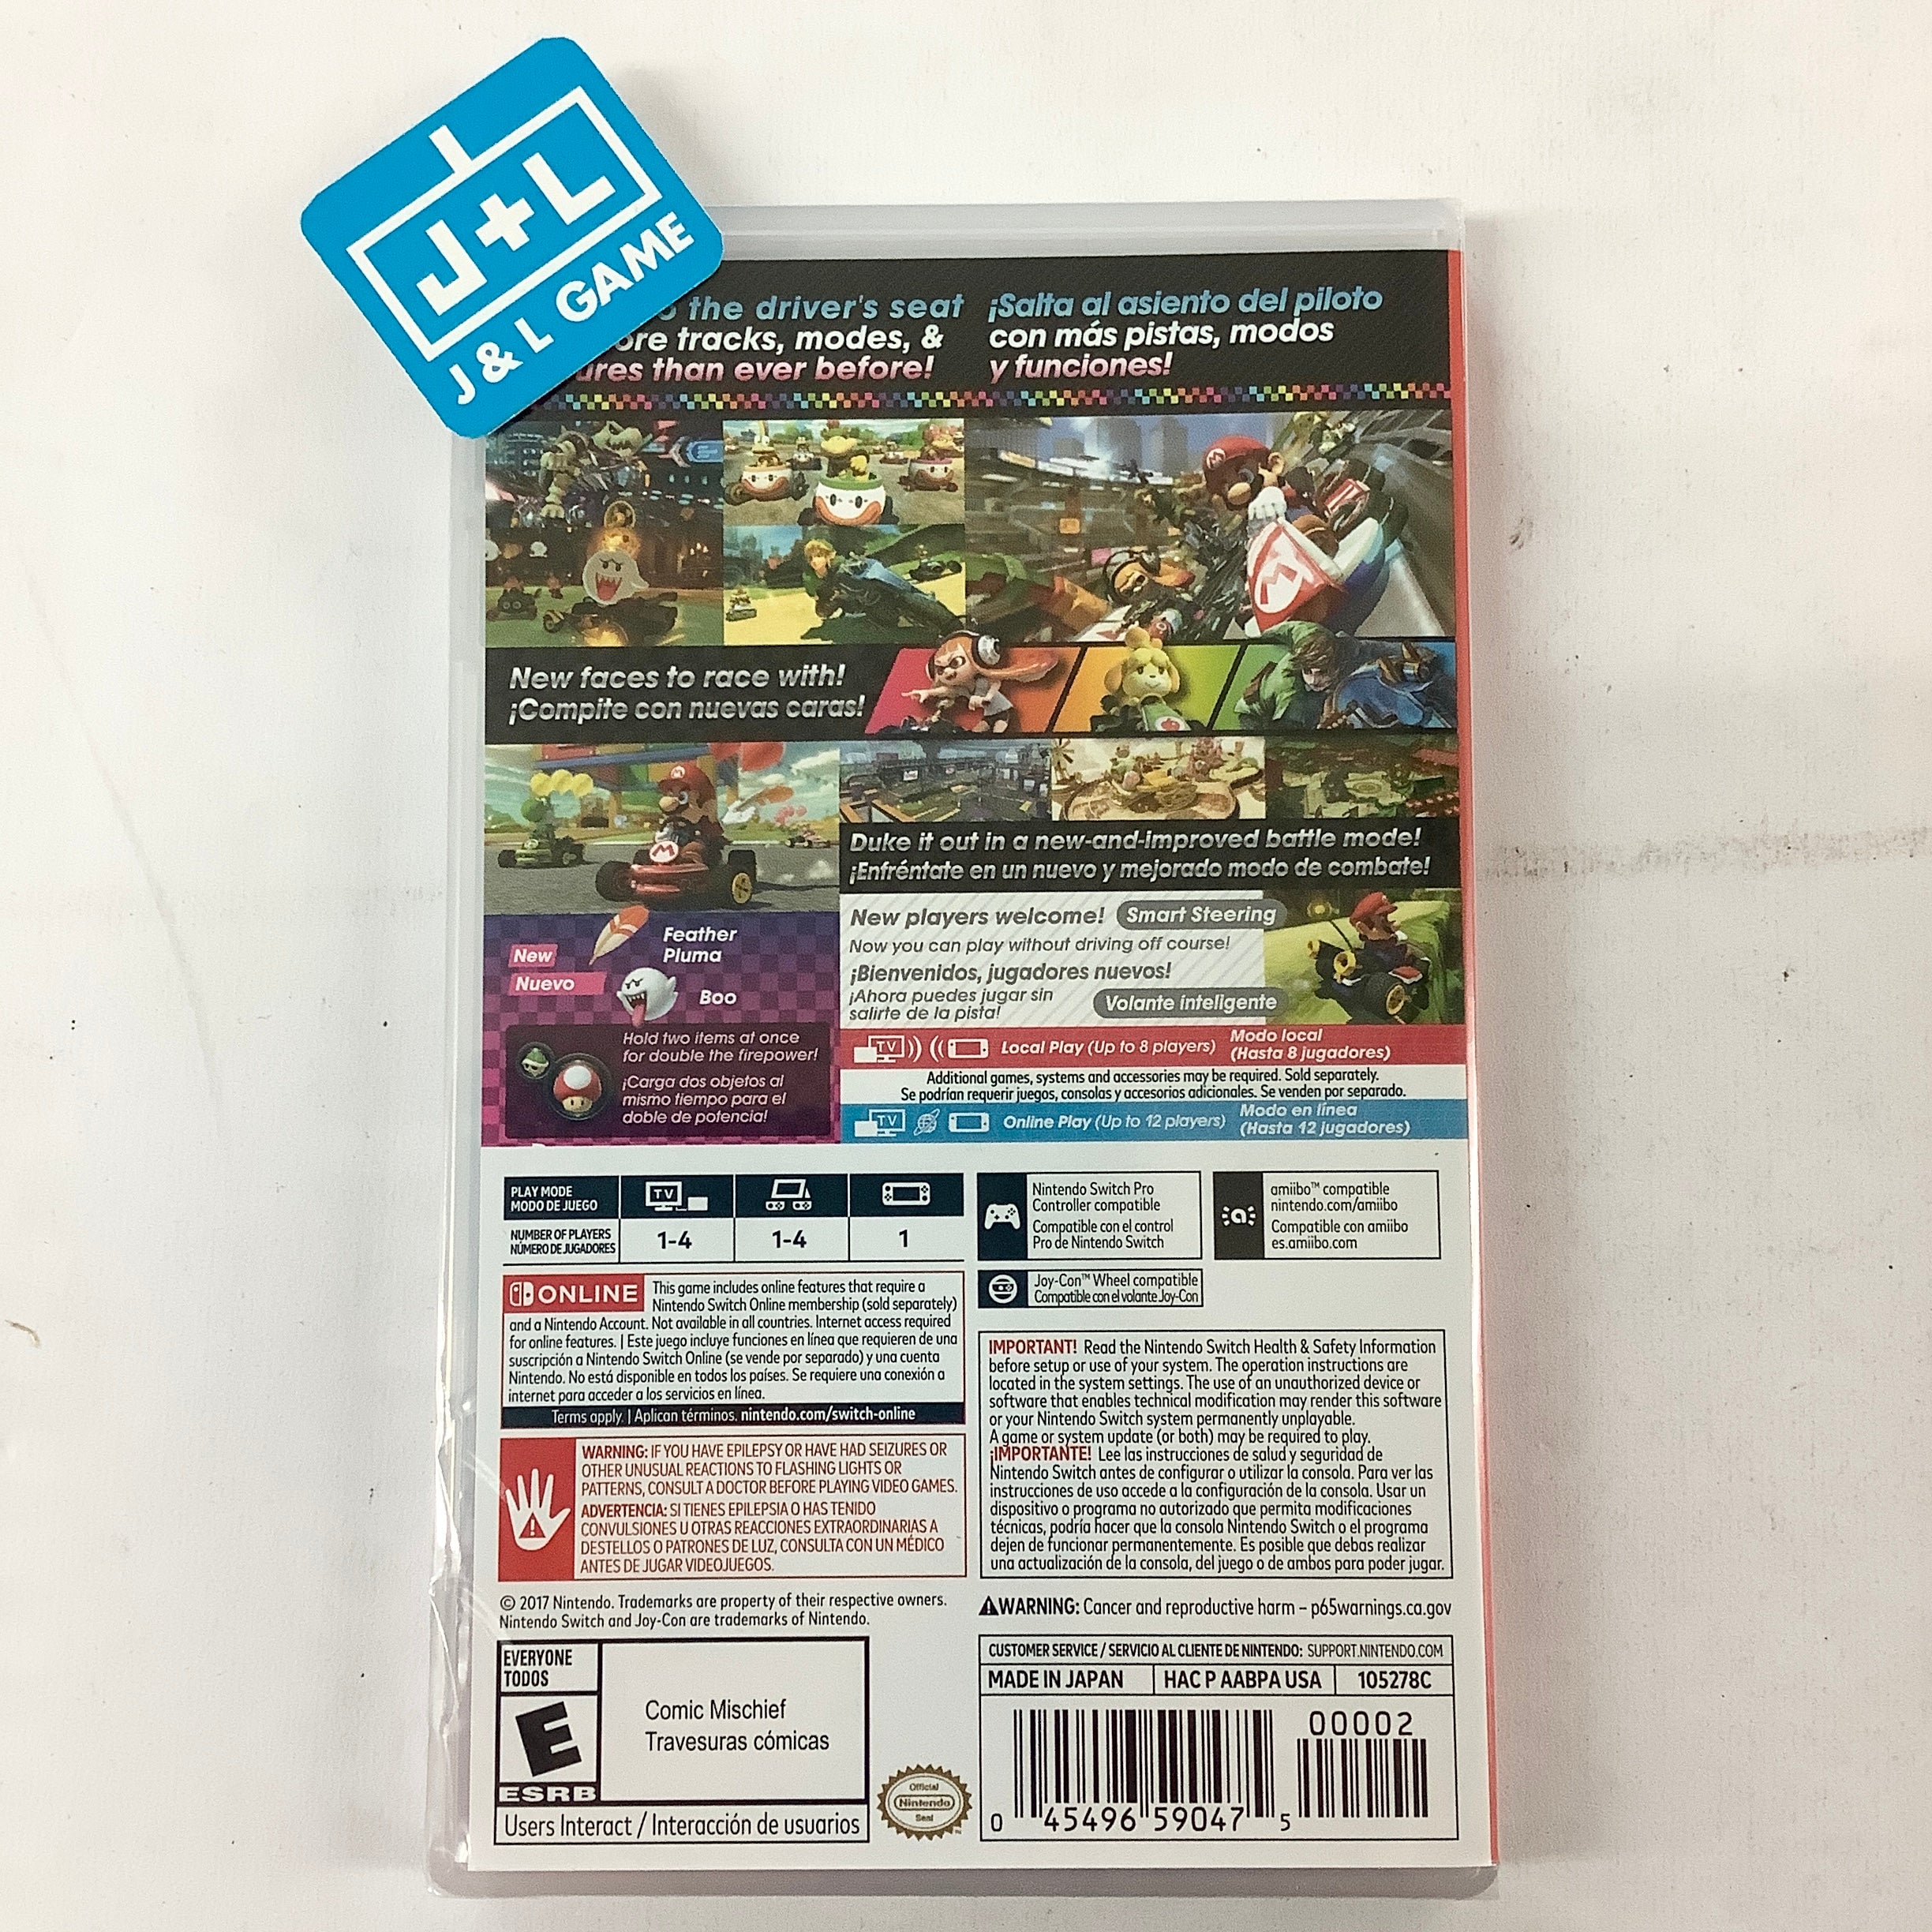 J+L
J & L GAME
the driver's seat
tracks, modes, &
than ever before!
¡Salta al asiento del piloto
con más pistas, modos
y funciones!
New faces to race with!
¡Compite con nuevas caras!
Duke it out in a new-and-improved battle mode!
¡Enfréntate en un nuevo y mejorado modo de combate!
New
Nuevo
Feather
Pluma
Boo
Hold two items at once
for double the firepower!
¡Carga dos objetos al
mismo tiempo para el
doble de potencia!
New players welcome! Smart Steering
Now you can play without driving off course!
¡Bienvenidos, jugadores nuevos!
¡Ahora puedes jugar sin
salirte de la pista!
Volante inteligente
TV Local Play (Up to 8 players)
Modo local
(Hasta 8 jugadores)
Additional games, systems and accessories may be required. Sold separately.
Se podrían requerir juegos, consolas y accesorios adicionales. Se venden por separado.
TV Online Play (Up to 12 players)
Modo en línea
(Hasta 12 jugadores)
PLAY MODE
MODO DE JUEGO
TV
NUMBER OF PLAYERS
NÚMERO DE JUGADORES
1-4 1-4 1
Nintendo Switch Pro
Controller compatible
Compatible con el control
Pro de Nintendo Switch
amiibo™ compatible
nintendo.com/amiibo
Compatible con amiibo
es.amiibo.com
Joy-Con™ Wheel compatible
Compatible con el volante Joy-Con
ONLINE
This game includes online features that require a
Nintendo Switch Online membership (sold separately)
and a Nintendo Account. Not available in all countries. Internet access required
for online features. | Este juego incluye funciones en línea que requieren de una
suscripción a Nintendo Switch Online (se vende por separado) y una cuenta
Nintendo. No está disponible en todos los países. Se requiere una conexión a
internet para acceder a los servicios en línea.
Terms apply. | Aplican términos. nintendo.com/switch-online
WARNING: IF YOU HAVE EPILEPSY OR HAVE HAD SEIZURES OR
OTHER UNUSUAL REACTIONS TO FLASHING LIGHTS OR
PATTERNS, CONSULT A DOCTOR BEFORE PLAYING VIDEO GAMES.
ADVERTENCIA: SI TIENES EPILEPSIA O HAS TENIDO
CONVULSIONES U OTRAS REACCIONES EXTRAORDINARIAS A
DESTELLOS O PATRONES DE LUZ, CONSULTA CON UN MÉDICO
ANTES DE JUGAR VIDEOJUEGOS.
IMPORTANT! Read the Nintendo Switch Health & Safety Information
before setup or use of your system. The operation instructions are
located in the system settings. The use of an unauthorized device or
software that enables technical modification may render this software
or your Nintendo Switch system permanently unplayable.
A game or system update (or both) may be required to play.
¡IMPORTANTE! Lee las instrucciones de salud y seguridad de
Nintendo Switch antes de configurar o utilizar la consola. Para ver las
instrucciones de uso accede a la configuración de la consola. Usar un
dispositivo o programa no autorizado que permita modificaciones
técnicas, podría hacer que la consola Nintendo Switch o el programa
dejen de funcionar permanentemente. Es posible que debas realizar
una actualización de la consola, del juego o de ambos para poder jugar.
© 2017 Nintendo. Trademarks are property of their respective owners.
Nintendo Switch and Joy-Con are trademarks of Nintendo.
WARNING: Cancer and reproductive harm – p65warnings.ca.gov
EVERYONE
TODOS
E
ESRB
Comic Mischief
Travesuras cómicas
Users Interact / Interacción de usuarios
Official
Nintendo
Seal
CUSTOMER SERVICE / SERVICIO AL CLIENTE DE NINTENDO: SUPPORT.NINTENDO.COM
MADE IN JAPAN HAC P AABPA USA 105278C
00002
0 45496 59047 5